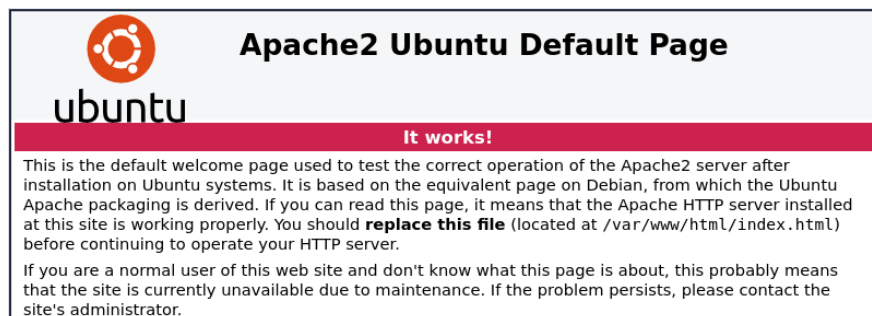 Apache2 Ubuntu Default Page
ubuntu
It works!
This is the default welcome page used to test the correct operation of the Apache2 server after
installation on Ubuntu systems. It is based on the equivalent page on Debian, from which the Ubuntu
Apache packaging is derived. If you can read this page, it means that the Apache HTTP server installed
at this site is working properly. You should replace this file (located at /var/www/html/index.html)
before continuing to operate your HTTP server.
If you are a normal user of this web site and don't know what this page is about, this probably means
that the site is currently unavailable due to maintenance. If the problem persists, please contact the
site's administrator.